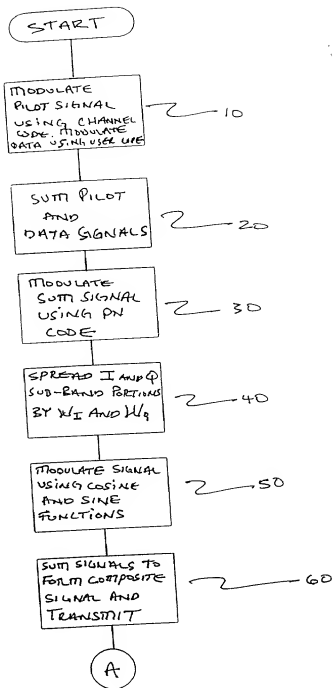 START
MODULATE
PILOT SIGNAL
USING CHANNEL
CODE. MODULATE
DATA USING USER CODE
10
SUM PILOT
AND
DATA SIGNALS
20
MODULATE
SUM SIGNAL
USING PN
CODE
30
SPREAD I AND Q
SUB-BAND PORTIONS
BY WI AND WQ
40
MODULATE SIGNAL
USING COSINE
AND SINE
FUNCTIONS
50
SUM SIGNALS TO
FORM COMPOSITE
SIGNAL AND
TRANSMIT
60
A